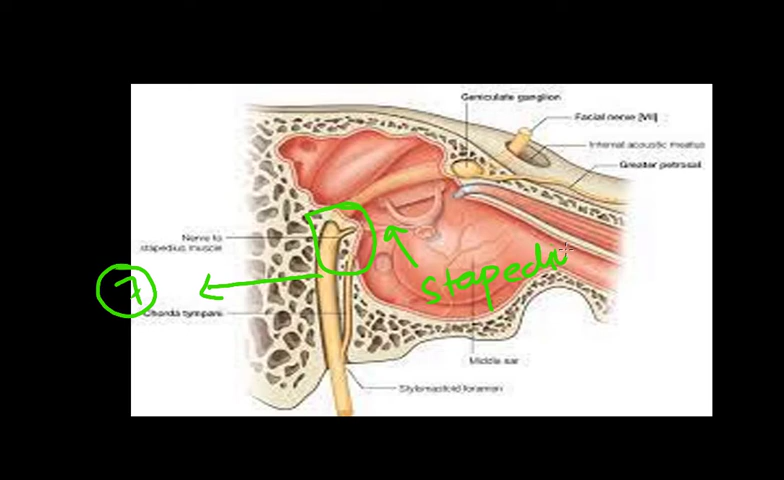 Geniculate ganglion
Facial nerve [VII]
Internal acoustic meatus
Greater petrosal
Nerve to
stapedius muscle
Stapediu
7
Chorda tympani
Middle ear
Stylomastoid foramen